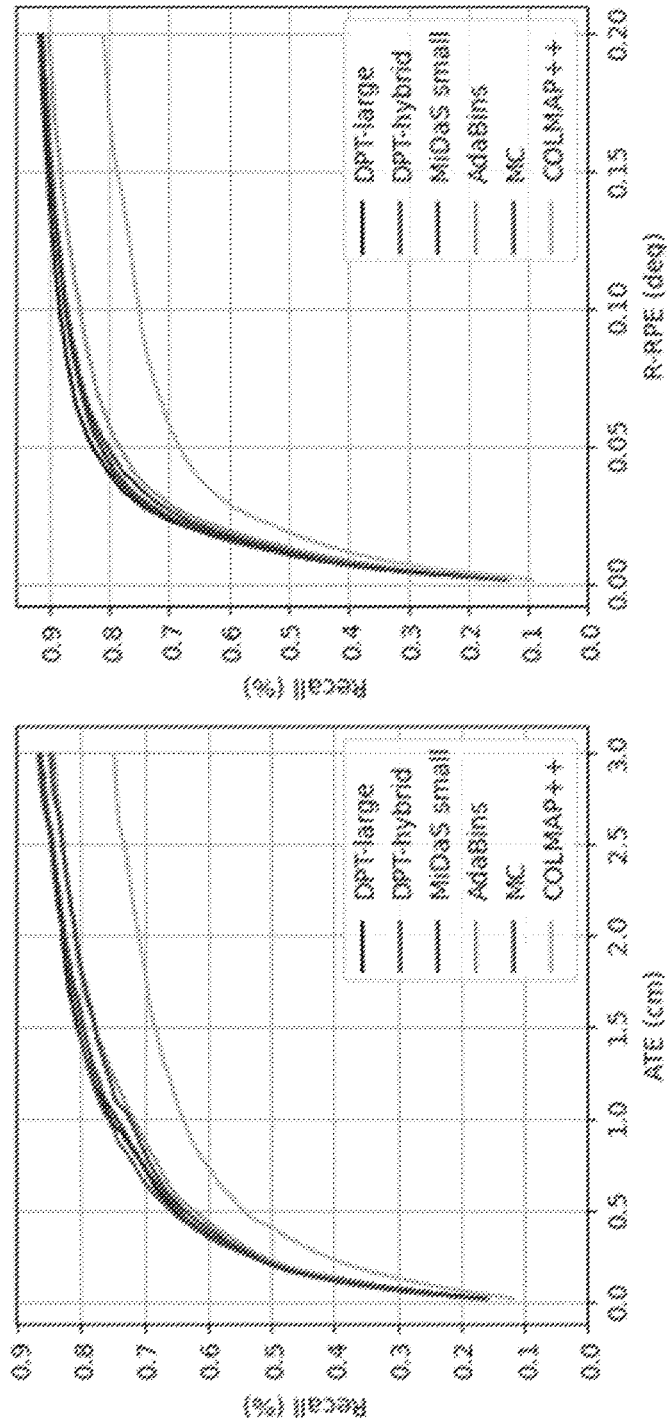 Recall (%)
0.9
0.8
0.7
0.6
0.5
0.4
0.3
0.2
0.1
0.0
0.0
0.5
1.0
1.5
2.0
2.5
3.0
ATE (cm)
DPT-large
DPT-hybrid
MiDaS small
AdaBins
MC
COLMAP++
Recall (%)
0.9
0.8
0.7
0.6
0.5
0.4
0.3
0.2
0.1
0.0
0.00
0.05
0.10
0.15
0.20
R-RPE (deg)
DPT-large
DPT-hybrid
MiDaS small
AdaBins
MC
COLMAP++